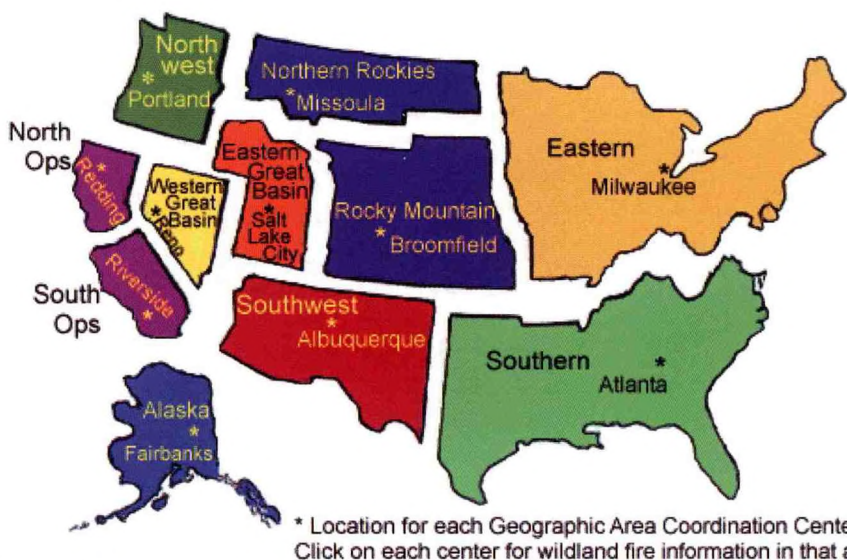 North
west
* Portland
Northern Rockies
* Missoula
Eastern
* Milwaukee
North
Ops
* Redding
Western
Great
Basin
* Reno
Eastern
Great
Basin
* Salt
Lake
City
Rocky Mountain
* Broomfield
South
Ops
Riverside
*
Southwest
* Albuquerque
Southern
* Atlanta
Alaska
* Fairbanks
* Location for each Geographic Area Coordination Cente
Click on each center for wildland fire information in that a